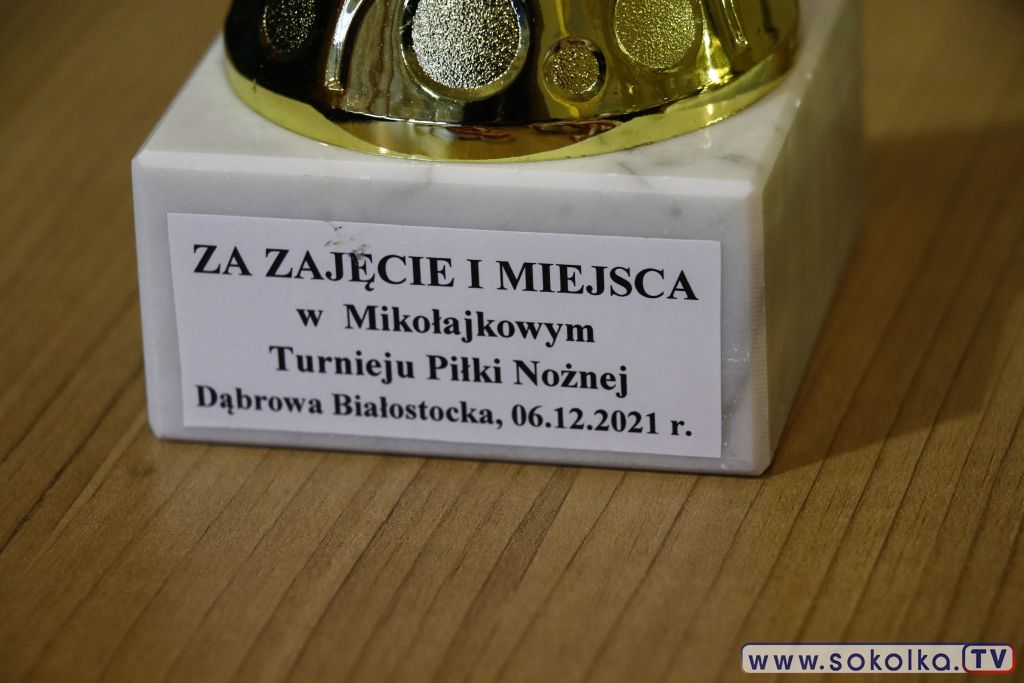 ZA ZAJĘCIE I MIEJSCA
w Mikołajkowym
Turnieju Piłki Nożnej
Dąbrowa Białostocka, 06.12.2021 r.
www.sokolka.TV